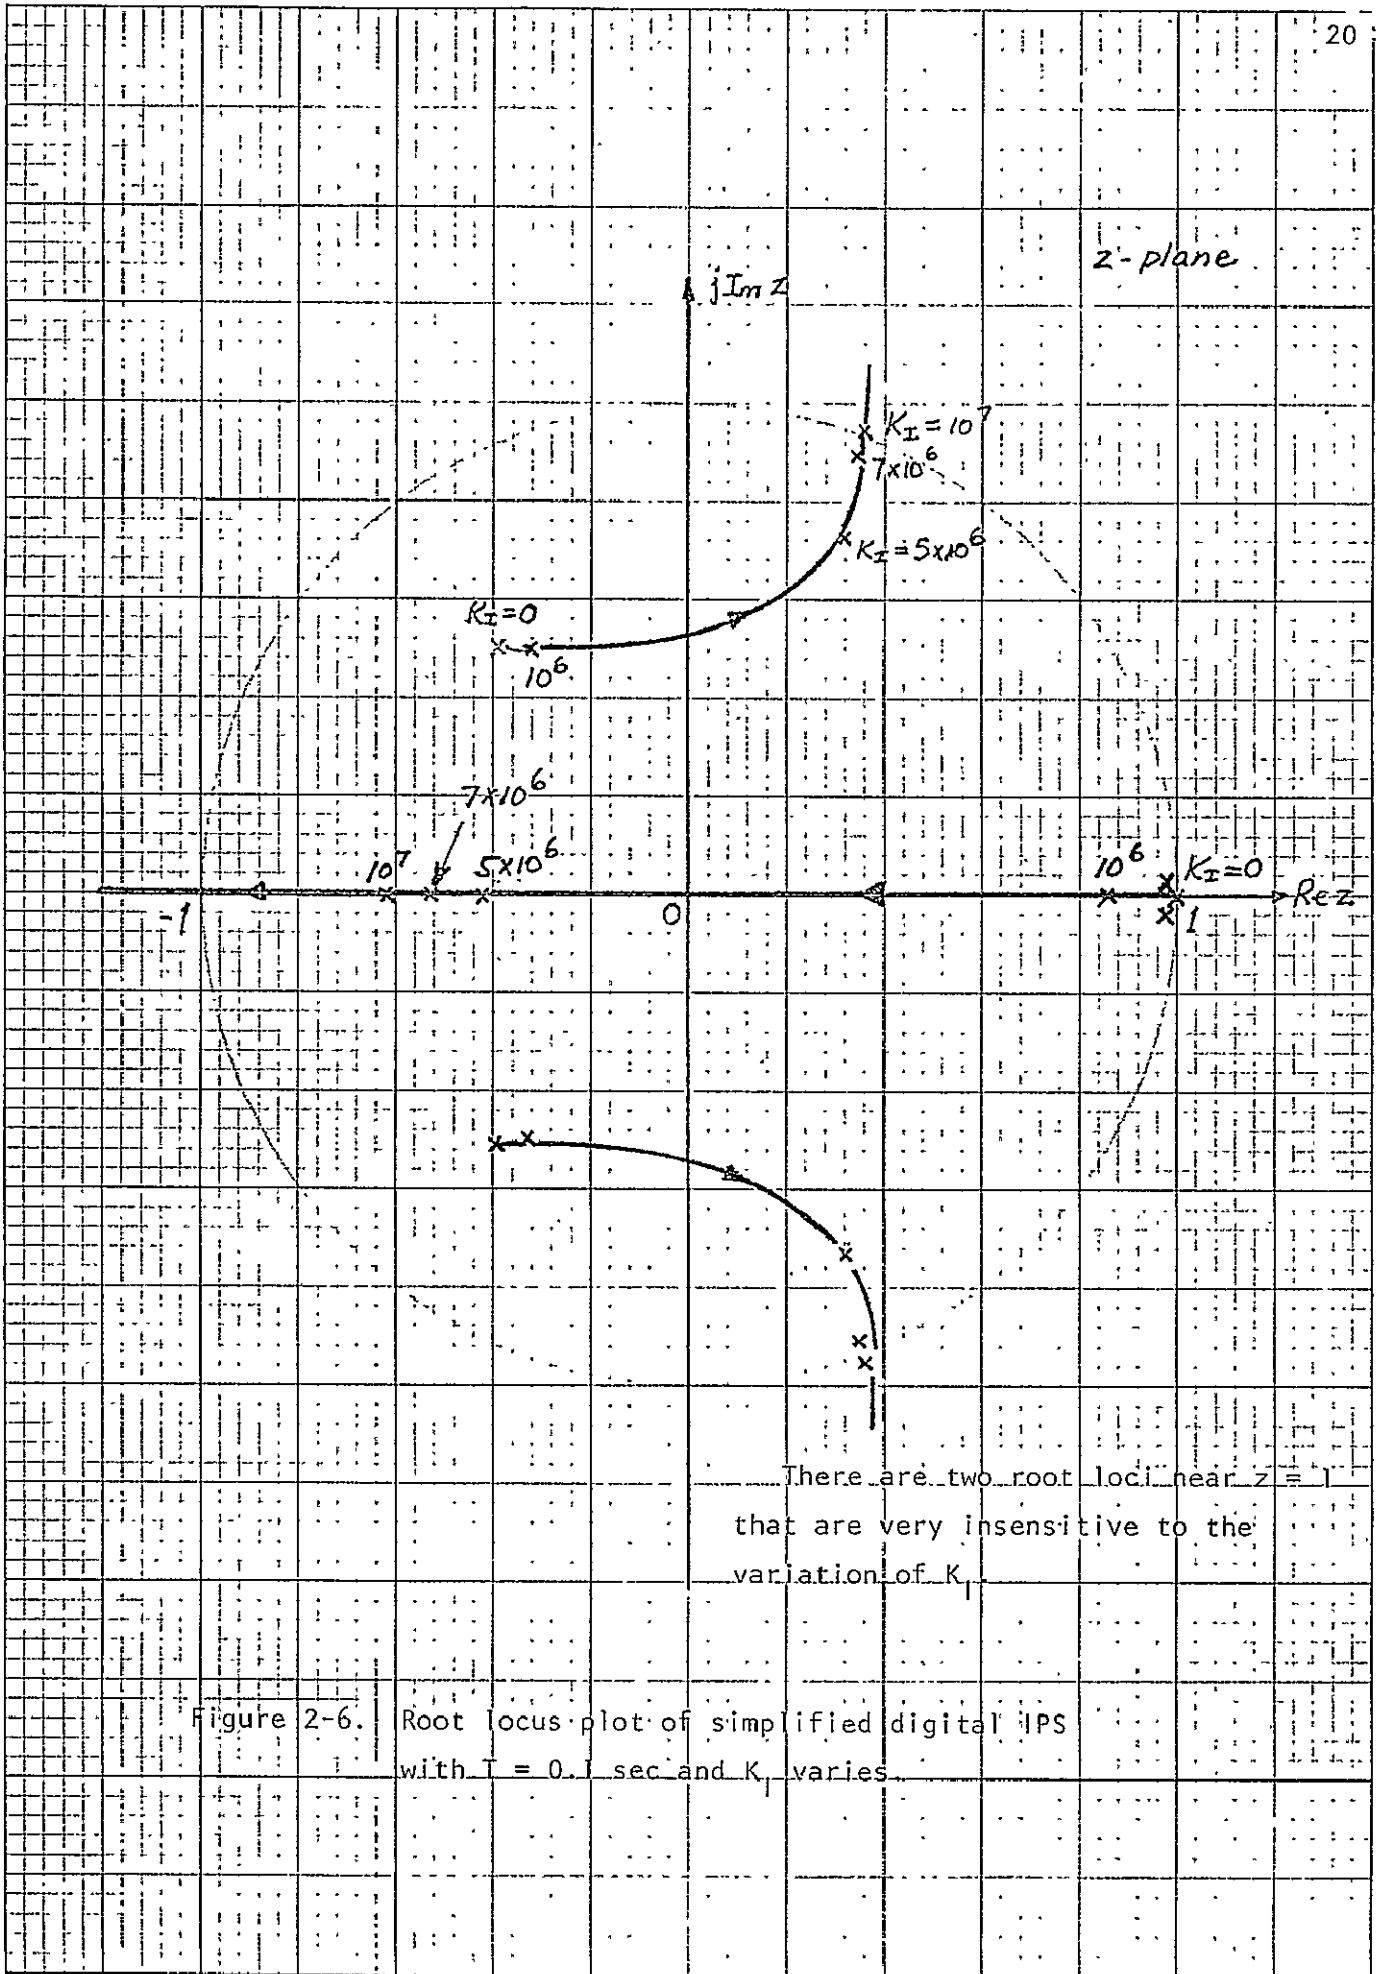 20
z-plane
jImz
K_I=10^7
7x10^6
K_I=5x10^6
K_I=0
10^6
7x10^6
10^7
5x10^6
10^6
K_I=0
Rez
-1
0
1
There are two root loci near z = 1
that are very insensitive to the
variation of K_I
Figure 2-6. Root locus plot of simplified digital IPS
with T = 0.1 sec and K_I varies.